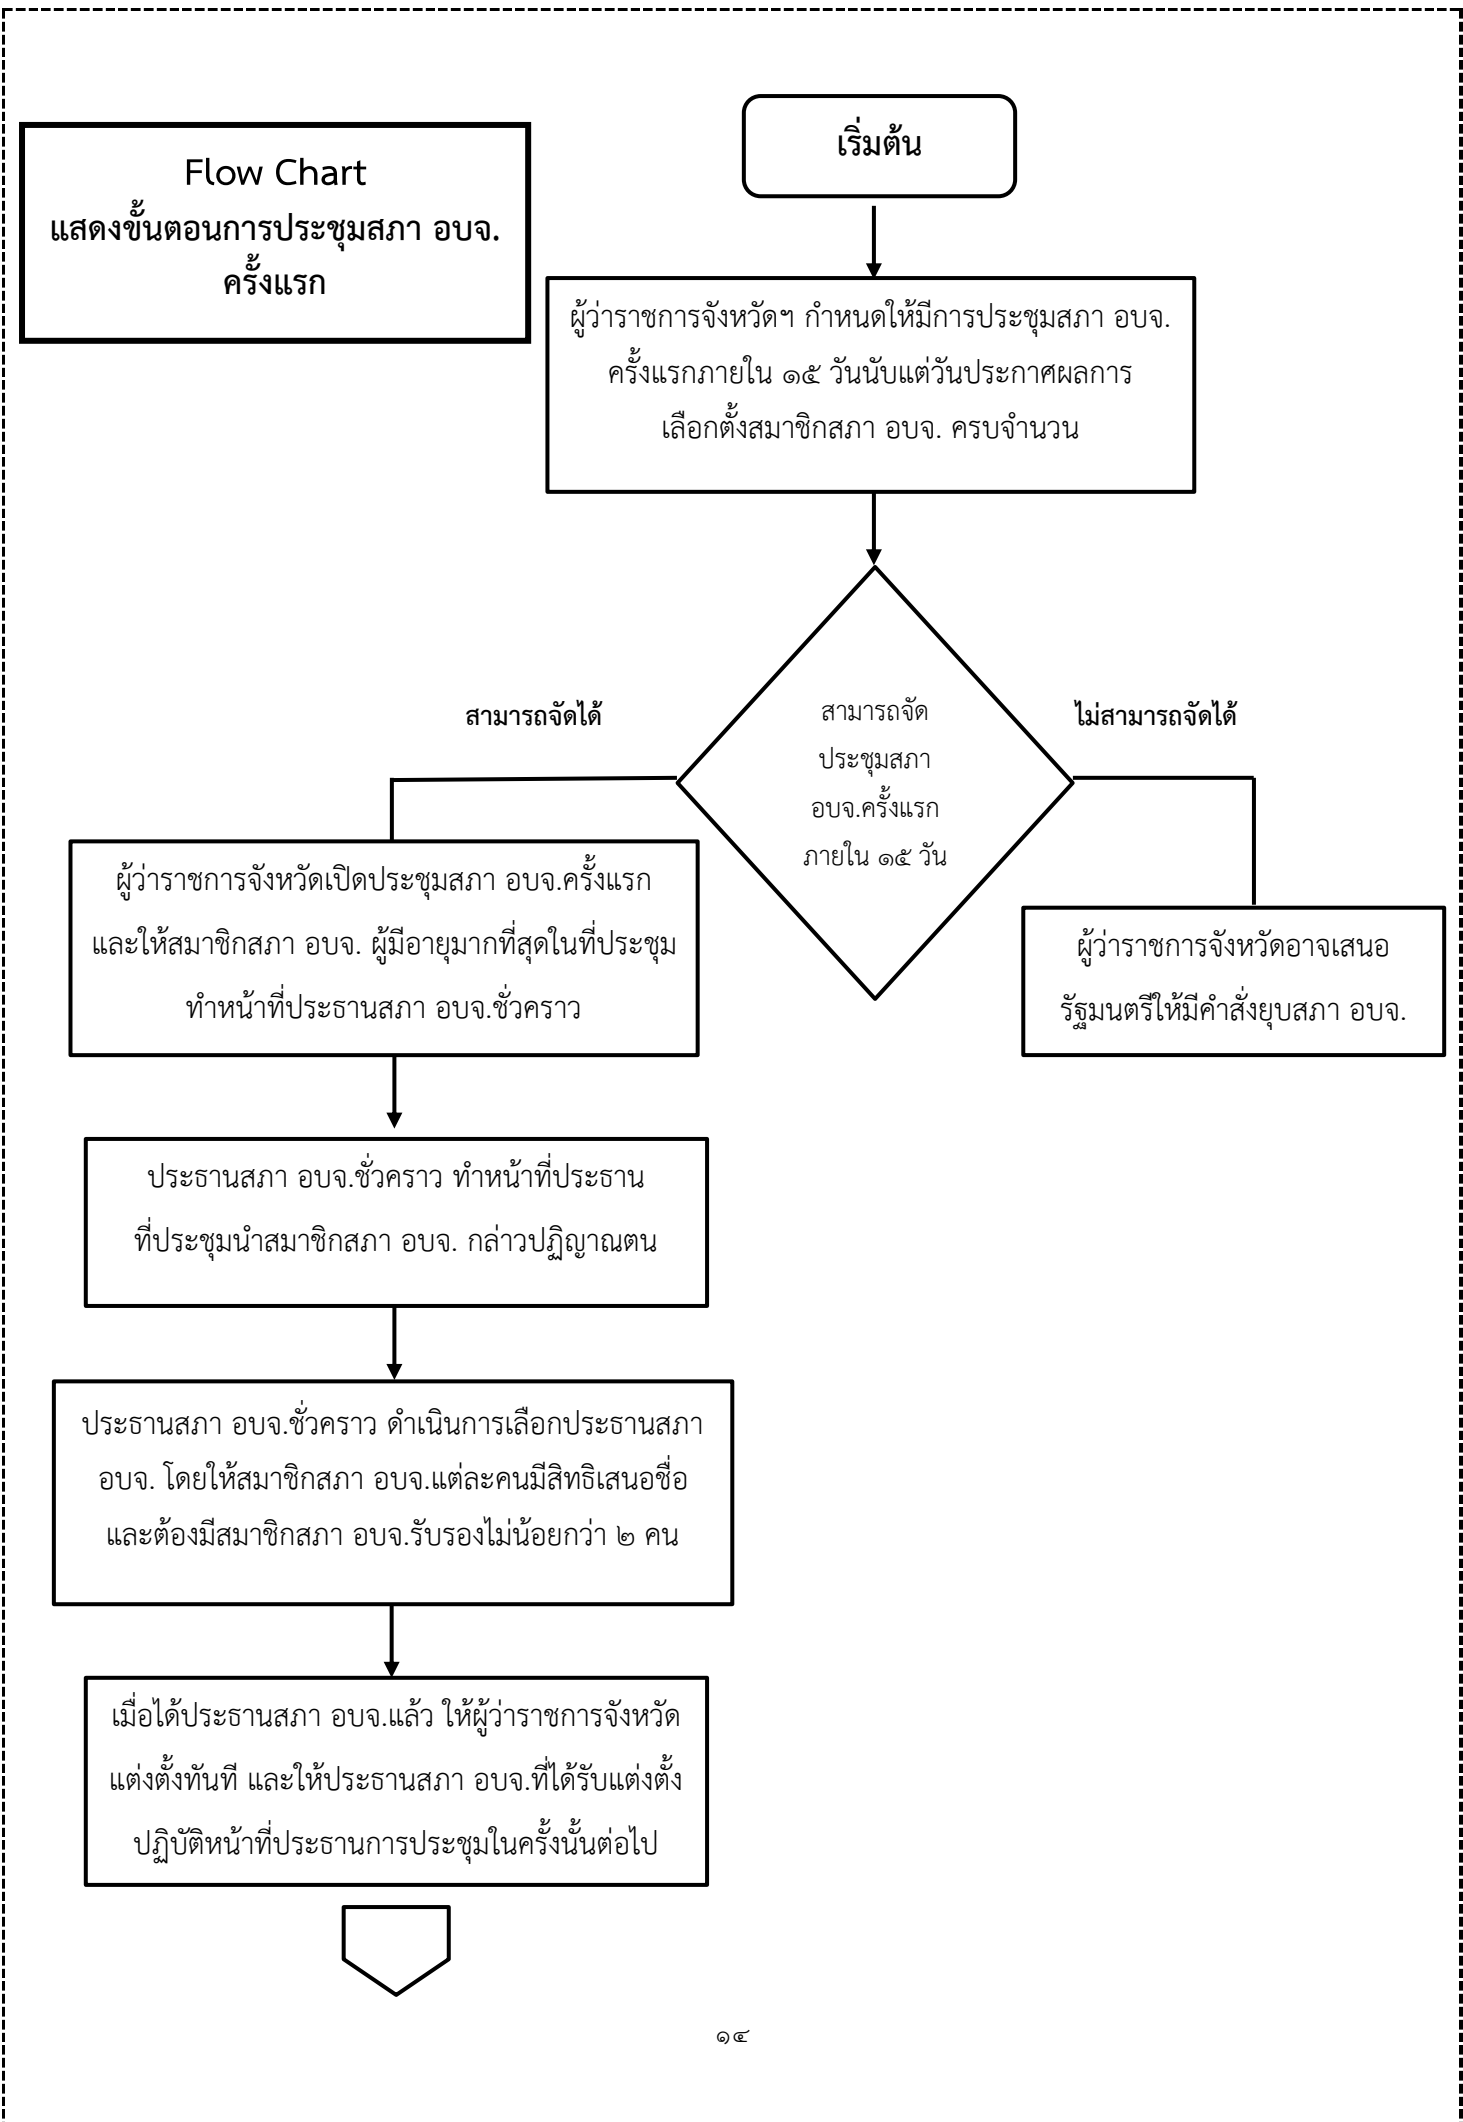 Flow Chart
แสดงขั้นตอนการประชุมสภา อบจ.
ครั้งแรก
เริ่มต้น
ผู้ว่าราชการจังหวัดฯ กำหนดให้มีการประชุมสภา อบจ.
ครั้งแรกภายใน ๑๕ วันนับแต่วันประกาศผลการ
เลือกตั้งสมาชิกสภา อบจ. ครบจำนวน
สามารถจัด
ประชุมสภา
อบจ.ครั้งแรก
ภายใน ๑๕ วัน
สามารถจัดได้
ไม่สามารถจัดได้
ผู้ว่าราชการจังหวัดเปิดประชุมสภา อบจ.ครั้งแรก
และให้สมาชิกสภา อบจ. ผู้มีอายุมากที่สุดในที่ประชุม
ทำหน้าที่ประธานสภา อบจ.ชั่วคราว
ผู้ว่าราชการจังหวัดอาจเสนอ
รัฐมนตรีให้มีคำสั่งยุบสภา อบจ.
ประธานสภา อบจ.ชั่วคราว ทำหน้าที่ประธาน
ที่ประชุมนำสมาชิกสภา อบจ. กล่าวปฏิญาณตน
ประธานสภา อบจ.ชั่วคราว ดำเนินการเลือกประธานสภา
อบจ. โดยให้สมาชิกสภา อบจ.แต่ละคนมีสิทธิเสนอชื่อ
และต้องมีสมาชิกสภา อบจ.รับรองไม่น้อยกว่า ๒ คน
เมื่อได้ประธานสภา อบจ.แล้ว ให้ผู้ว่าราชการจังหวัด
แต่งตั้งทันที และให้ประธานสภา อบจ.ที่ได้รับแต่งตั้ง
ปฏิบัติหน้าที่ประธานการประชุมในครั้งนั้นต่อไป
๑๔